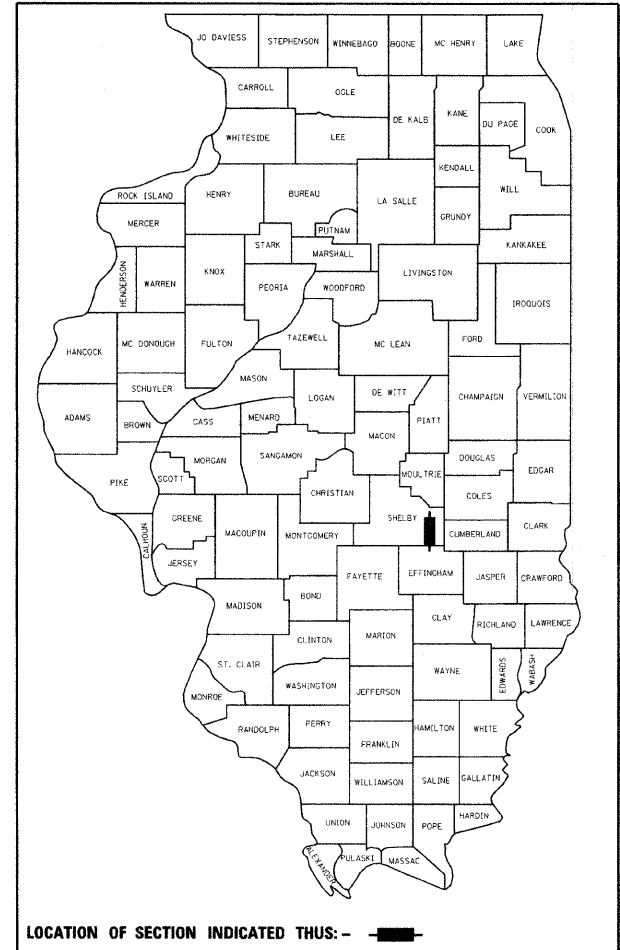 JO DAVIESS
STEPHENSON
WINNEBAGO
BOONE
MC HENRY
LAKE
CARROLL
OGLE
DE KALB
KANE
DU PAGE
COOK
WHITESIDE
LEE
KENDALL
WILL
ROCK ISLAND
HENRY
BUREAU
LA SALLE
GRUNDY
MERCER
PUTNAM
STARK
MARSHALL
KANKAKEE
HENDERSON
WARREN
KNOX
PEORIA
WOODFORD
LIVINGSTON
IROQUOIS
HANCOCK
MC DONOUGH
FULTON
TAZEWELL
MC LEAN
FORD
SCHUYLER
MASON
LOGAN
DE WITT
PIATT
CHAMPAIGN
VERMILION
ADAMS
BROWN
CASS
MENARD
MACON
MORGAN
SANGAMON
DOUGLAS
EDGAR
PIKE
SCOTT
CHRISTIAN
MOULTRIE
COLES
CALHOUN
GREENE
MACOUPIN
MONTGOMERY
SHELBY
CUMBERLAND
CLARK
JERSEY
FAYETTE
EFFINGHAM
JASPER
CRAWFORD
MADISON
BOND
CLAY
RICHLAND
LAWRENCE
CLINTON
MARION
ST. CLAIR
WAYNE
EDWARDS
WABASH
MONROE
WASHINGTON
JEFFERSON
RANDOLPH
PERRY
HAMILTON
WHITE
FRANKLIN
JACKSON
WILLIAMSON
SALINE
GALLATIN
UNION
JOHNSON
POPE
HARDIN
ALEXANDER
PULASKI
MASSAC
LOCATION OF SECTION INDICATED THUS: -